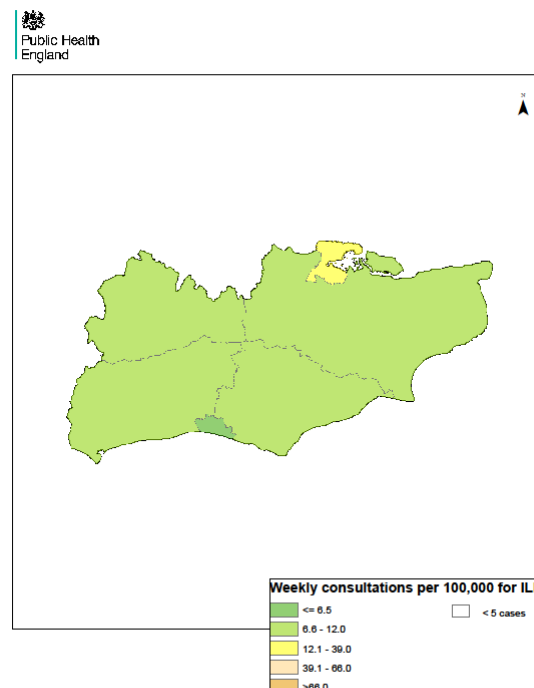 Public Health
England
N
Weekly consultations per 100,000 for IL
<= 6.5
< 5 cases
6.6 - 12.0
12.1 - 39.0
39.1 - 66.0
>66.0